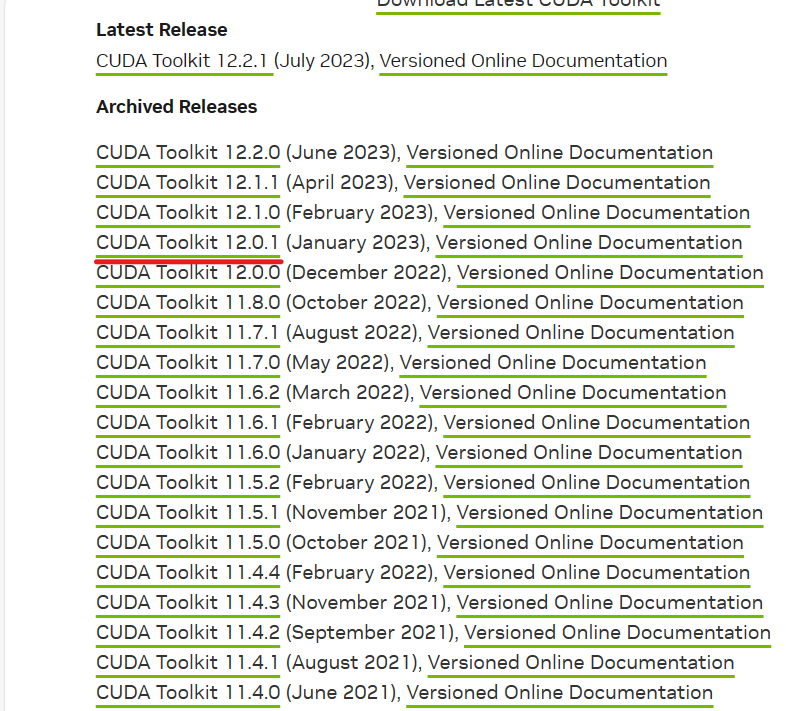 Download Latest CUDA Toolkit
Latest Release
CUDA Toolkit 12.2.1 (July 2023), Versioned Online Documentation
Archived Releases
CUDA Toolkit 12.2.0 (June 2023), Versioned Online Documentation
CUDA Toolkit 12.1.1 (April 2023), Versioned Online Documentation
CUDA Toolkit 12.1.0 (February 2023), Versioned Online Documentation
CUDA Toolkit 12.0.1 (January 2023), Versioned Online Documentation
CUDA Toolkit 12.0.0 (December 2022), Versioned Online Documentation
CUDA Toolkit 11.8.0 (October 2022), Versioned Online Documentation
CUDA Toolkit 11.7.1 (August 2022), Versioned Online Documentation
CUDA Toolkit 11.7.0 (May 2022), Versioned Online Documentation
CUDA Toolkit 11.6.2 (March 2022), Versioned Online Documentation
CUDA Toolkit 11.6.1 (February 2022), Versioned Online Documentation
CUDA Toolkit 11.6.0 (January 2022), Versioned Online Documentation
CUDA Toolkit 11.5.2 (February 2022), Versioned Online Documentation
CUDA Toolkit 11.5.1 (November 2021), Versioned Online Documentation
CUDA Toolkit 11.5.0 (October 2021), Versioned Online Documentation
CUDA Toolkit 11.4.4 (February 2022), Versioned Online Documentation
CUDA Toolkit 11.4.3 (November 2021), Versioned Online Documentation
CUDA Toolkit 11.4.2 (September 2021), Versioned Online Documentation
CUDA Toolkit 11.4.1 (August 2021), Versioned Online Documentation
CUDA Toolkit 11.4.0 (June 2021), Versioned Online Documentation